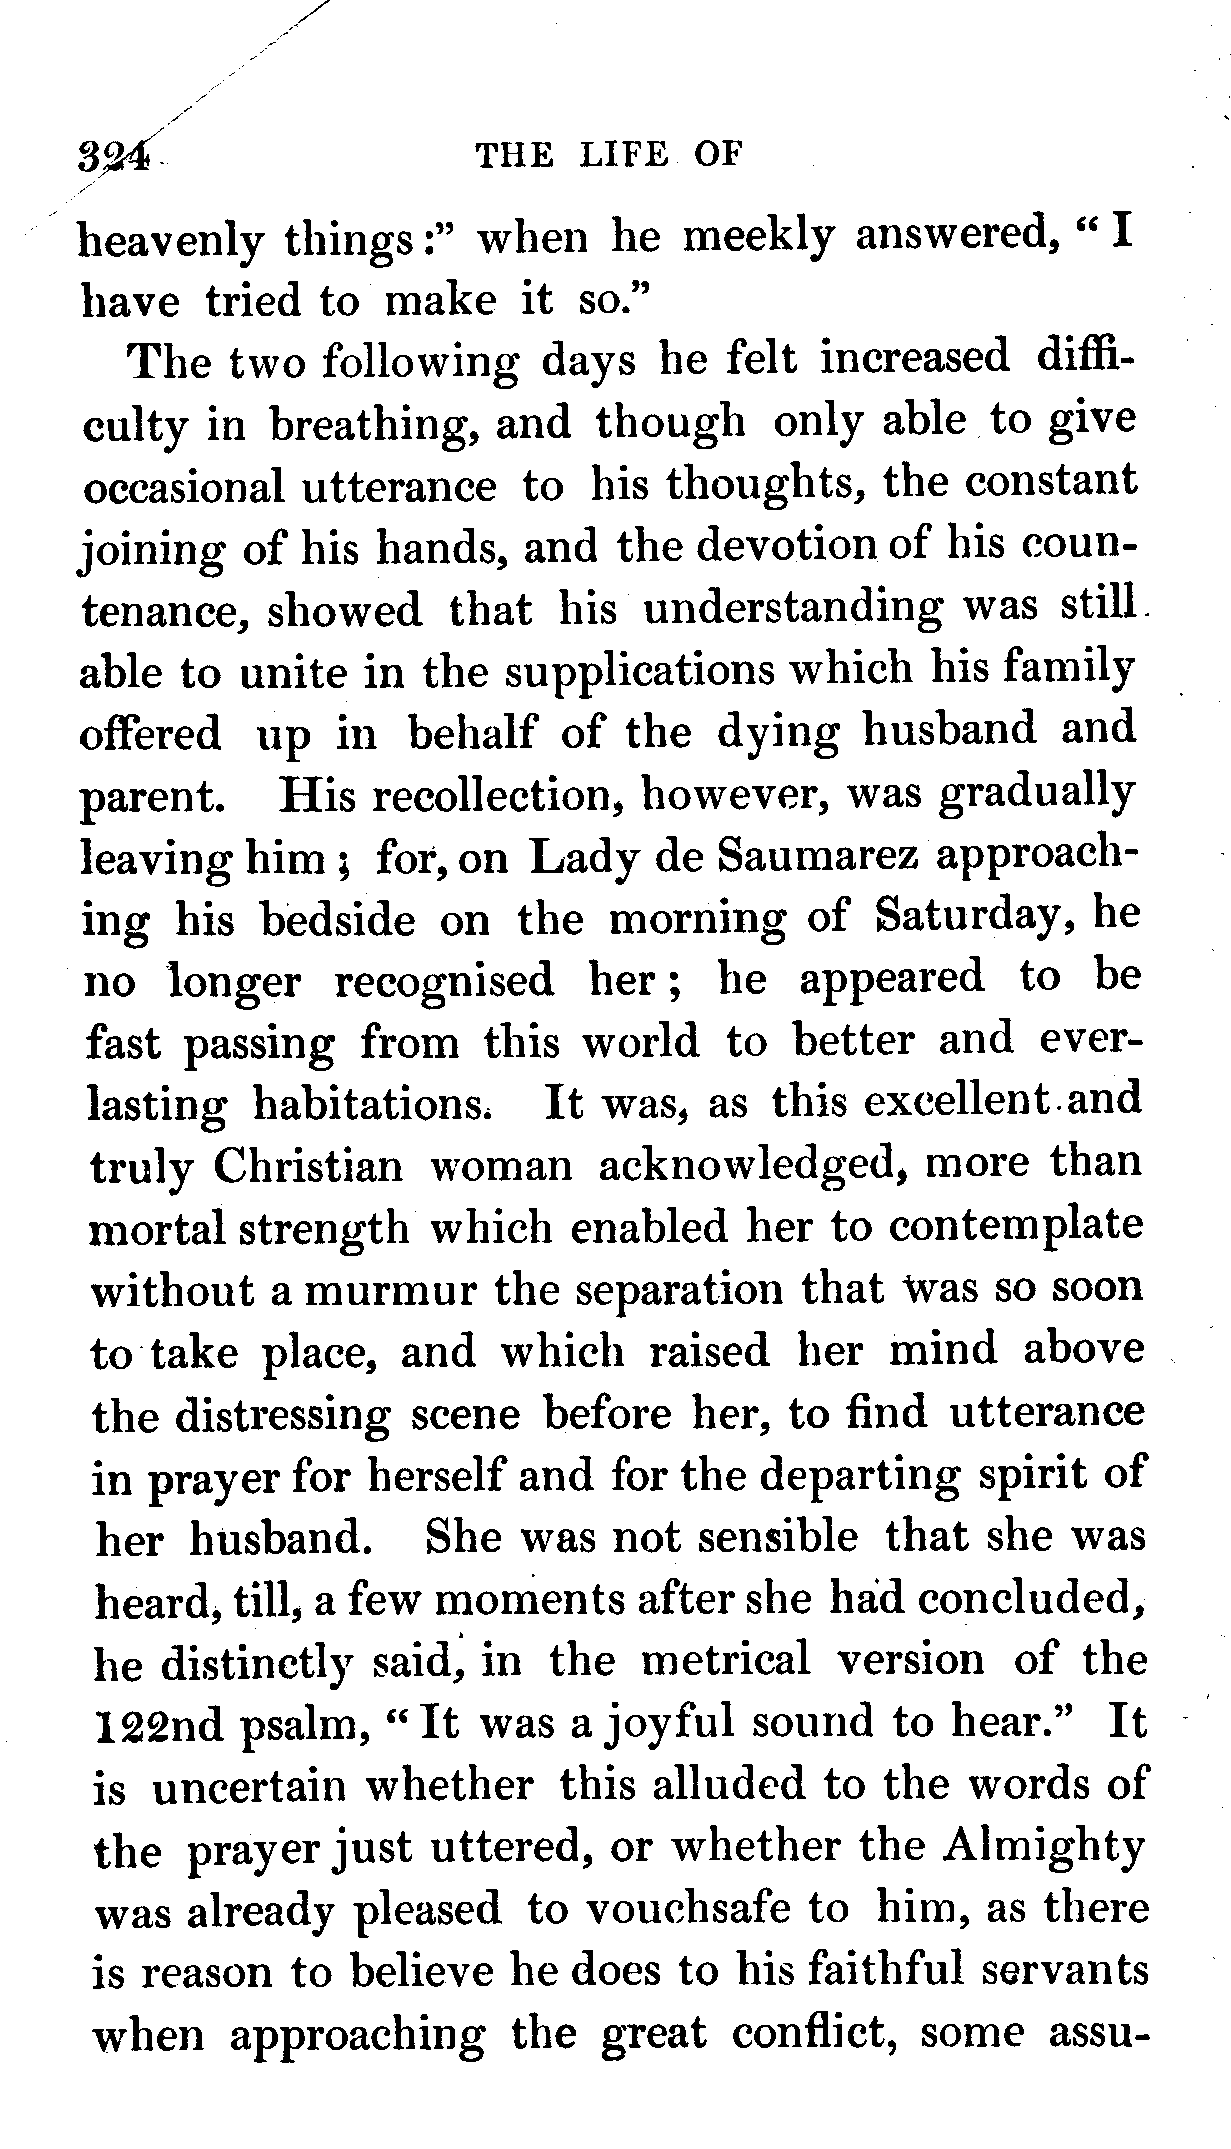 324 THE LIFE OF
heavenly things:" when he meekly answered, "I
have tried to make it so."
The two following days he felt increased diffi-
culty in breathing, and though only able to give
occasional utterance to his thoughts, the constant
joining of his hands, and the devotion of his coun-
tenance, showed that his understanding was still
able to unite in the supplications which his family
offered up in behalf of the dying husband and
parent. His recollection, however, was gradually
leaving him; for, on Lady de Saumarez approach-
ing his bedside on the morning of Saturday, he
no longer recognised her; he appeared to be
fast passing from this world to better and ever-
lasting habitations. It was, as this excellent and
truly Christian woman acknowledged, more than
mortal strength which enabled her to contemplate
without a murmur the separation that was so soon
to take place, and which raised her mind above
the distressing scene before her, to find utterance
in prayer for herself and for the departing spirit of
her husband. She was not sensible that she was
heard, till, a few moments after she had concluded,
he distinctly said, in the metrical version of the
122nd psalm, "It was a joyful sound to hear." It
is uncertain whether this alluded to the words of
the prayer just uttered, or whether the Almighty
was already pleased to vouchsafe to him, as there
is reason to believe he does to his faithful servants
when approaching the great conflict, some assu-